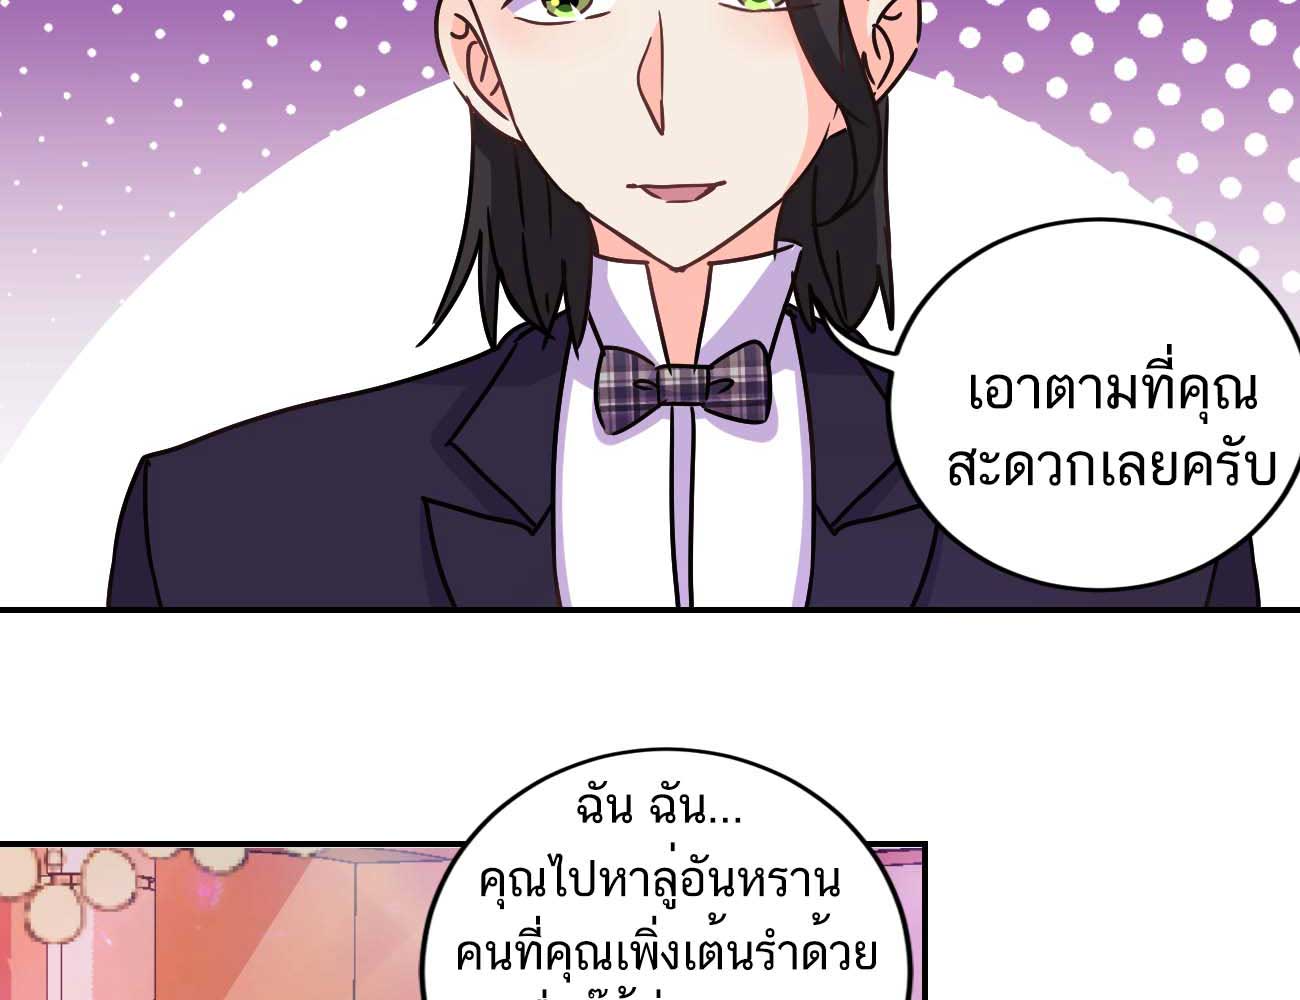 เอาตามที่คุณ
สะดวกเลยครับ
ฉัน ฉัน...
คุณไปหาลู่อันหราน
คนที่คุณเพิ่งเต้นรำด้วย